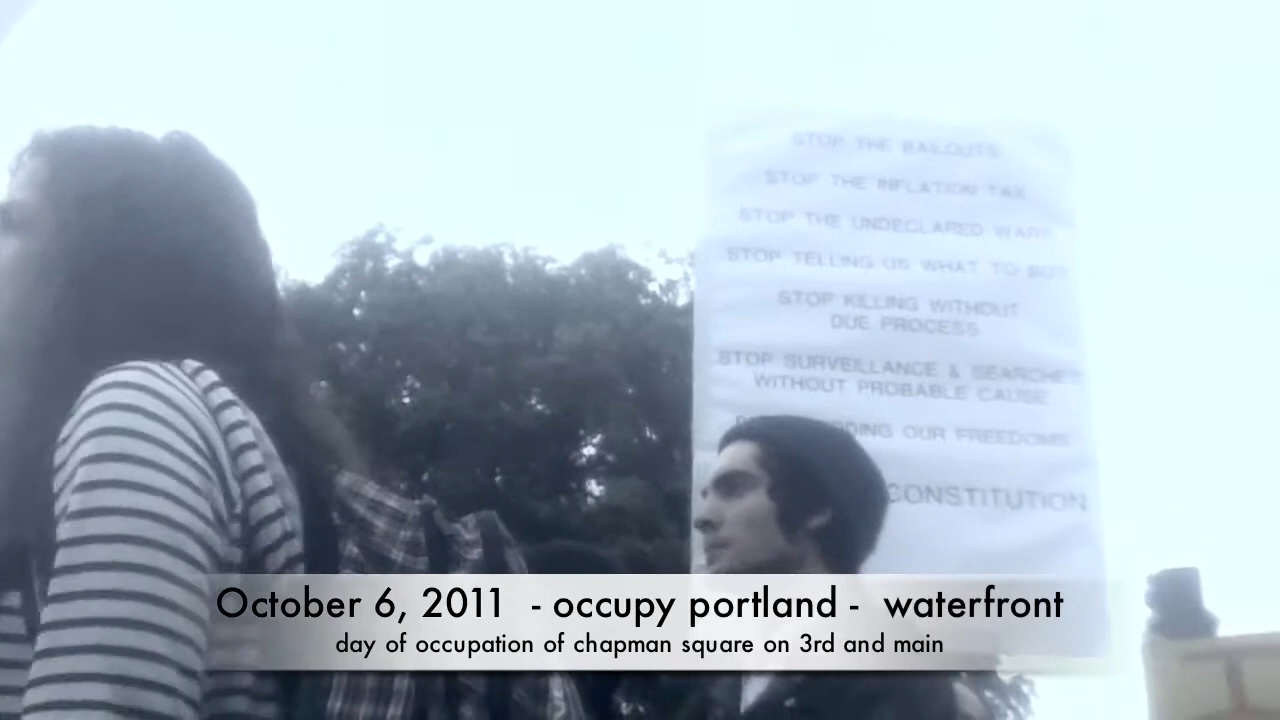 STOP THE BAILOUTS
STOP THE INFLATION TAX
STOP THE UNDECLARED WARS
STOP TELLING US WHAT TO BUY
STOP KILLING WITHOUT
DUE PROCESS
STOP SURVEILLANCE & SEARCHES
WITHOUT PROBABLE CAUSE
OUR FREEDOMS
CONSTITUTION
October 6, 2011 - occupy portland - waterfront
day of occupation of chapman square on 3rd and main